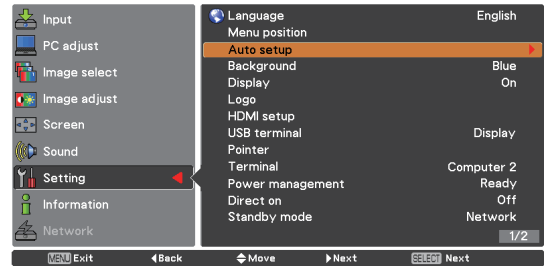 Input
PC adjust
Image select
Image adjust
Screen
Sound
Setting
Information
Network
Language English
Menu position
Auto setup
Background Blue
Display On
Logo
HDMI setup
USB terminal Display
Pointer
Terminal Computer 2
Power management Ready
Direct on Off
Standby mode Network
1/2
MENU Exit Back Move Next SELECT Next